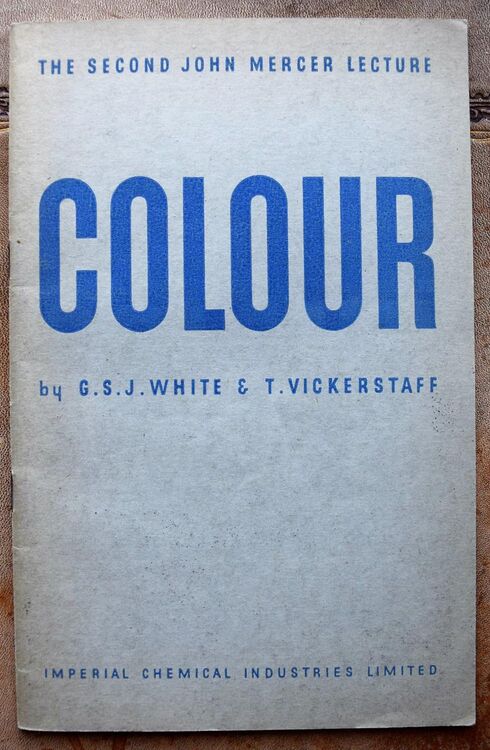 THE SECOND JOHN MERCER LECTURE
COLOUR
by G.S.J. WHITE & T. VICKERSTAFF
IMPERIAL CHEMICAL INDUSTRIES LIMITED